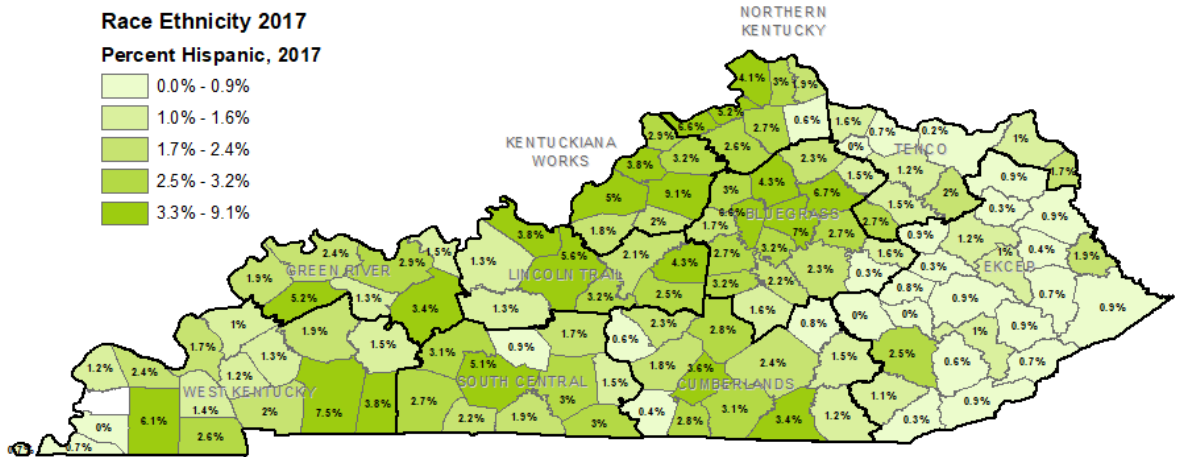 Race Ethnicity 2017
Percent Hispanic, 2017
0.0% - 0.9%
1.0% - 1.6%
1.7% - 2.4%
2.5% - 3.2%
3.3% - 9.1%
NORTHERN
KENTUCKY
4.1% 3% 1.9%
5.2%
6.6% 2.7% 0.6% 1.6% 0.7% 0.2% 1%
2.9% 2.6% 0% TENCO
KENTUCKIANA
WORKS
3.8% 3.2% 2.3% 1.5% 1.2% 0.9% 1.7%
5% 9.1% 3% 4.3% 6.7% 1.5% 2% 0.3%
1.8% 2% 1.7% 6.6% BLUEGRASS 2.7% 0.9%
3.8% 7% 2.7% 0.9% 1.2% 1% 0.4%
2.4% 2.9% 1.5% 1.3% 5.6% 2.1% 4.3% 2.7% 3.2% 1.6% 0.3% EKCEP 1.9%
1.9% GREEN RIVER LINCOLN TRAIL 3.2% 2.2% 2.3% 0.3% 0.8% 0.9% 0.7% 0.9%
5.2% 1.3% 3.4% 1.3% 3.2% 2.5% 1.6% 0.8% 0% 0% 0.9%
1% 1.9% 1.5% 0.9% 1.7% 0.6% 2.3% 2.8% 1%
1.7% 1.3% 3.1% 5.1% 1.8% 3.6% 2.4% 1.5% 2.5% 0.6% 0.7%
1.2% 2.4% 1.2% SOUTH CENTRAL 1.5% CUMBERLANDS
WEST KENTUCKY 7.5% 3.8% 2.7% 3% 1.1% 0.9%
0% 6.1% 1.4% 2% 2.2% 1.9% 3% 0.4% 2.8% 3.1% 3.4% 1.2% 0.3%
0.7% 0.7% 2.6%